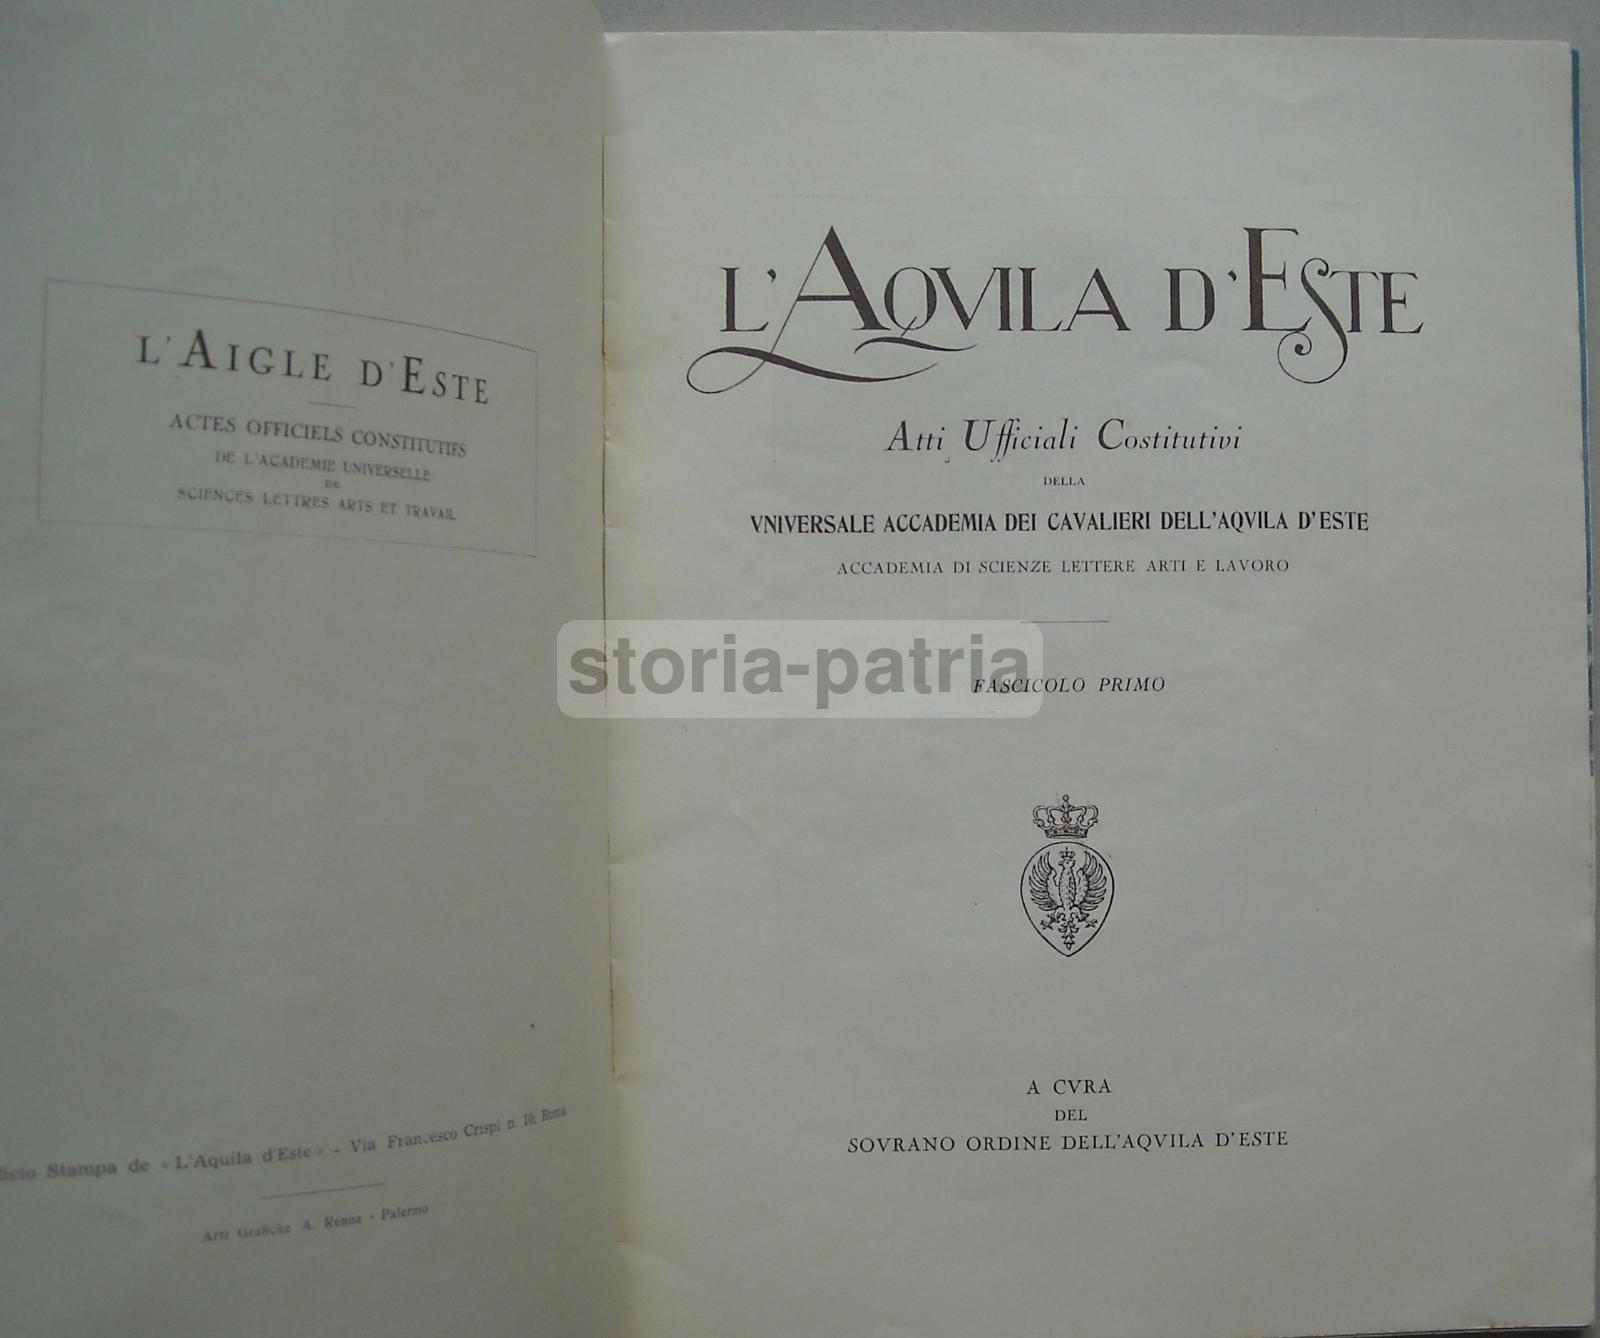 L'AIGLE D'ESTE
ACTES OFFICIELS CONSTITUTIFS
DE L'ACADEMIE UNIVERSELLE
DE
SCIENCES LETTRES ARTS ET TRAVAIL
Stampa de « L'Aquila d'Este » - Via Francesco Crispi n. 10, Roma
Arti Grafiche A. Renna - Palermo
L'AQVILA D'ESTE
Atti Ufficiali Costitutivi
DELLA
VNIVERSALE ACCADEMIA DEI CAVALIERI DELL'AQVILA D'ESTE
ACCADEMIA DI SCIENZE LETTERE ARTI E LAVORO
storia-patria
FASCICOLO PRIMO
A CVRA
DEL
SOVRANO ORDINE DELL'AQVILA D'ESTE